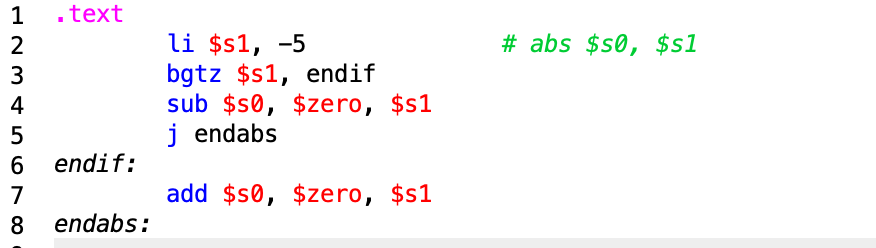 1 .text
2 li $s1, -5 # abs $s0, $s1
3 bgtz $s1, endif
4 sub $s0, $zero, $s1
5 j endabs
6 endif:
7 add $s0, $zero, $s1
8 endabs: